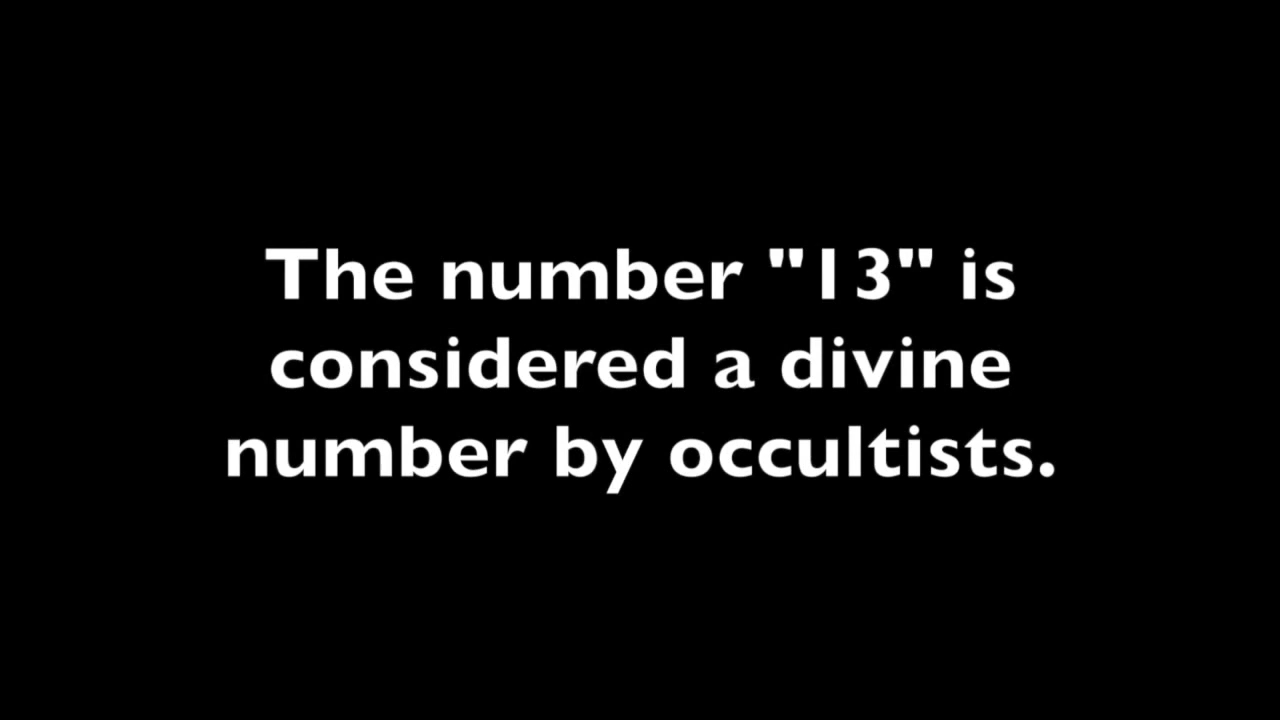 The number "13" is
considered a divine
number by occultists.